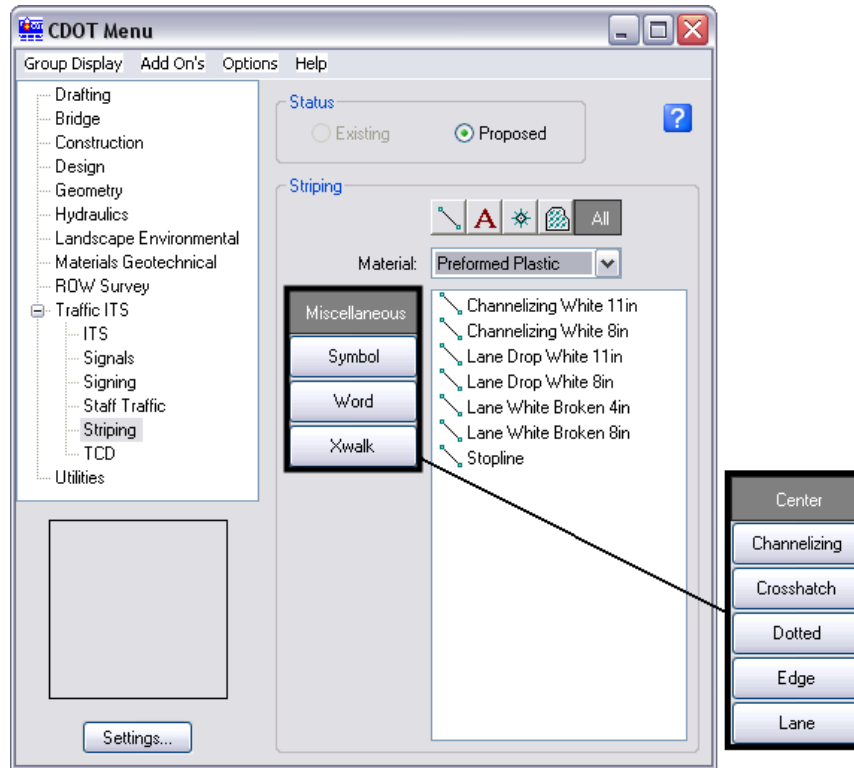 CDOT Menu
Group Display Add On's Options Help
Drafting
Bridge
Construction
Design
Geometry
Hydraulics
Landscape Environmental
Materials Geotechnical
ROW Survey
Traffic ITS
ITS
Signals
Signing
Staff Traffic
Striping
TCD
Utilities
Settings...
Status
Existing Proposed
?
Striping
A All
Material: Preformed Plastic
Miscellaneous
Symbol
Word
Xwalk
Channelizing White 11in
Channelizing White 8in
Lane Drop White 11in
Lane Drop White 8in
Lane White Broken 4in
Lane White Broken 8in
Stopline
Center
Channelizing
Crosshatch
Dotted
Edge
Lane